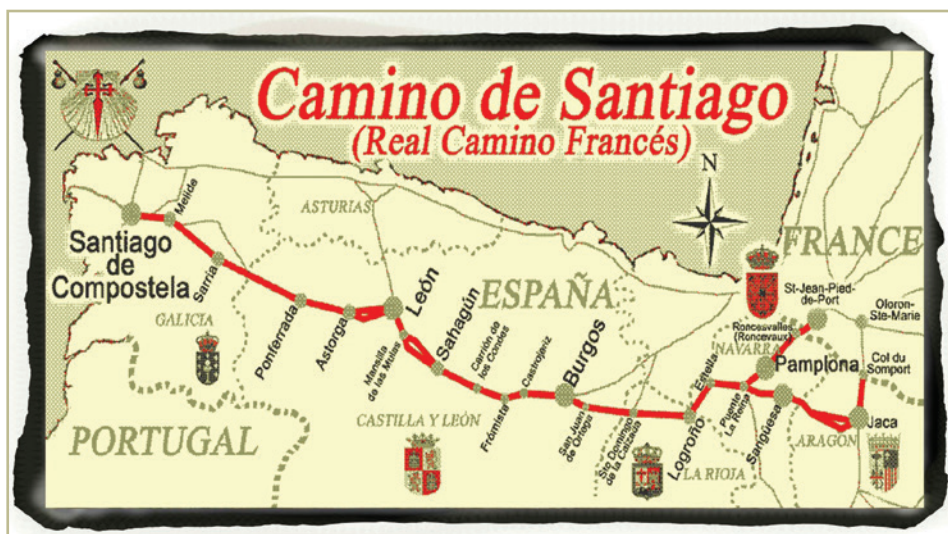 Camino de Santiago
(Real Camino Francés)
N
FRANCE
ASTURIAS
ESPAÑA
Santiago
de
Compostela
Melida
Sarria
GALICIA
Ponferrada
Astorga
León
Mansilla
de las Mulas
Sahagún
Carrión de
los Condes
Frómista
Castrojeriz
Burgos
San Juan
de Ortega
Sto Domingo
de la Calzada
Logroño
Estella
Puente
La Reina
Sangüesa
Pamplona
Roncesvalles
(Roncevaux)
NAVARRA
St-Jean-Pied-
de-Port
Oloron-
Ste-Marie
Col du
Somport
Jaca
ARAGÓN
LA RIOJA
CASTILLA Y LEÓN
PORTUGAL